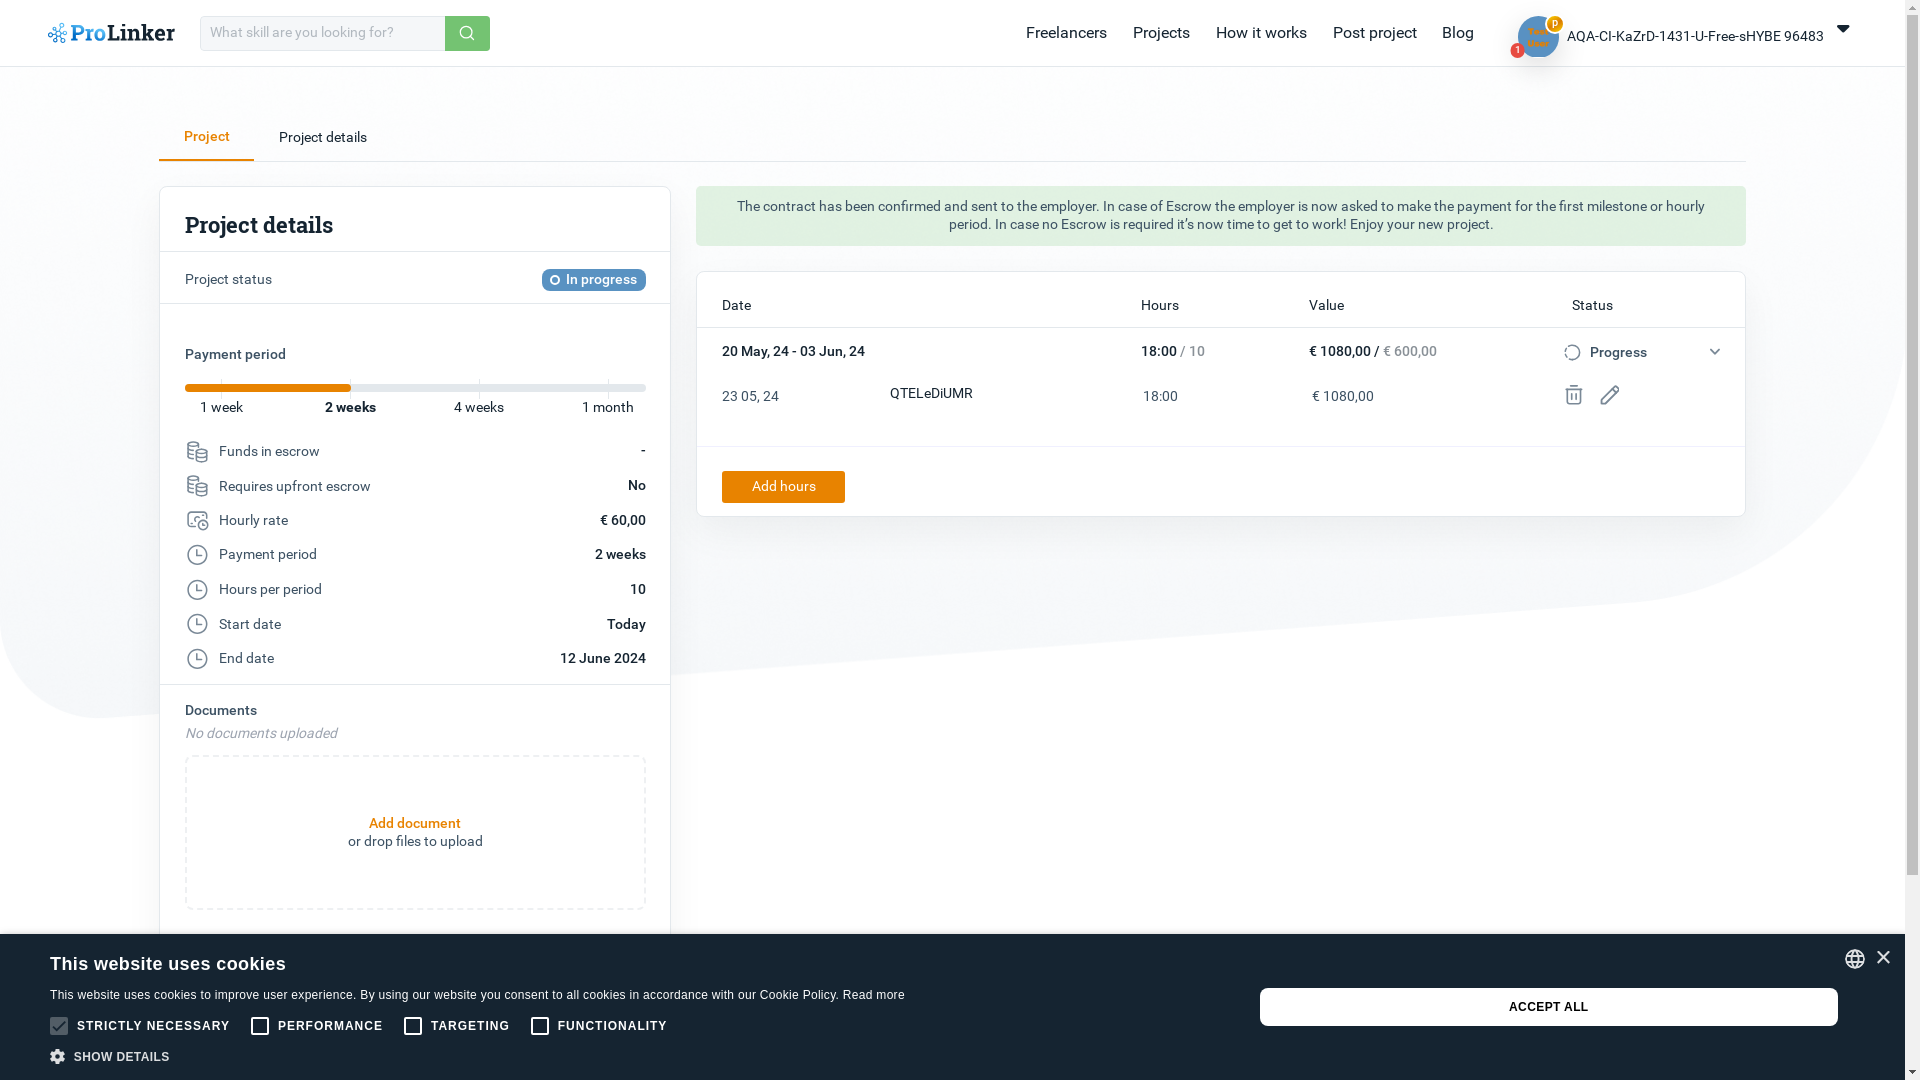 ProLinker
What skill are you looking for?
Freelancers
Projects
How it works
Post project
Blog
P
1
AQA-CI-KaZrD-1431-U-Free-sHYBE 96483
Project
Project details
Project details
Project status
In progress
Payment period
1 week
2 weeks
4 weeks
1 month
Funds in escrow
-
Requires upfront escrow
No
Hourly rate
€ 60,00
Payment period
2 weeks
Hours per period
10
Start date
Today
End date
12 June 2024
Documents
No documents uploaded
Add document
or drop files to upload
The contract has been confirmed and sent to the employer. In case of Escrow the employer is now asked to make the payment for the first milestone or hourly
period. In case no Escrow is required it’s now time to get to work! Enjoy your new project.
Date
Hours
Value
Status
20 May, 24 - 03 Jun, 24
18:00 / 10
€ 1080,00 / € 600,00
Progress
23 05, 24
QTELeDiUMR
18:00
€ 1080,00
Add hours
This website uses cookies
This website uses cookies to improve user experience. By using our website you consent to all cookies in accordance with our Cookie Policy. Read more
STRICTLY NECESSARY
PERFORMANCE
TARGETING
FUNCTIONALITY
SHOW DETAILS
ACCEPT ALL